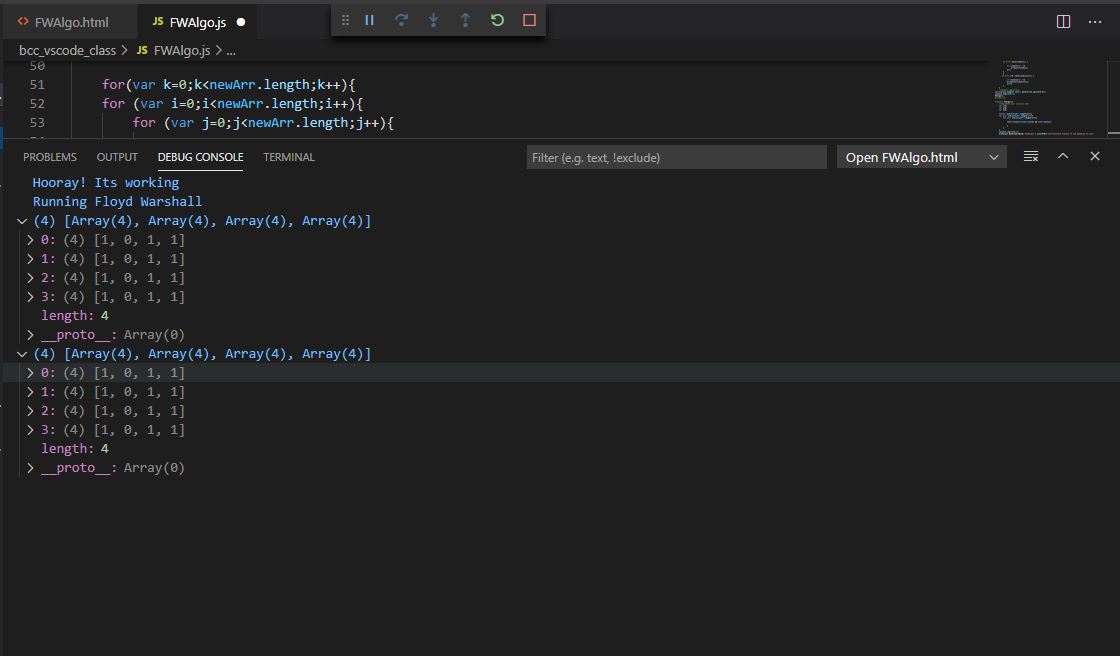 <> FWAlgo.html JS FWAlgo.js ●
bcc_vscode_class > JS FWAlgo.js > ...
50
51 for(var k=0;k<newArr.length;k++){
52 for (var i=0;i<newArr.length;i++){
53 for (var j=0;j<newArr.length;j++){
PROBLEMS OUTPUT DEBUG CONSOLE TERMINAL Filter (e.g. text, !exclude) Open FWAlgo.html
Hooray! Its working
Running Floyd Warshall
(4) [Array(4), Array(4), Array(4), Array(4)]
> 0: (4) [1, 0, 1, 1]
> 1: (4) [1, 0, 1, 1]
> 2: (4) [1, 0, 1, 1]
> 3: (4) [1, 0, 1, 1]
length: 4
> __proto__: Array(0)
(4) [Array(4), Array(4), Array(4), Array(4)]
> 0: (4) [1, 0, 1, 1]
> 1: (4) [1, 0, 1, 1]
> 2: (4) [1, 0, 1, 1]
> 3: (4) [1, 0, 1, 1]
length: 4
> __proto__: Array(0)